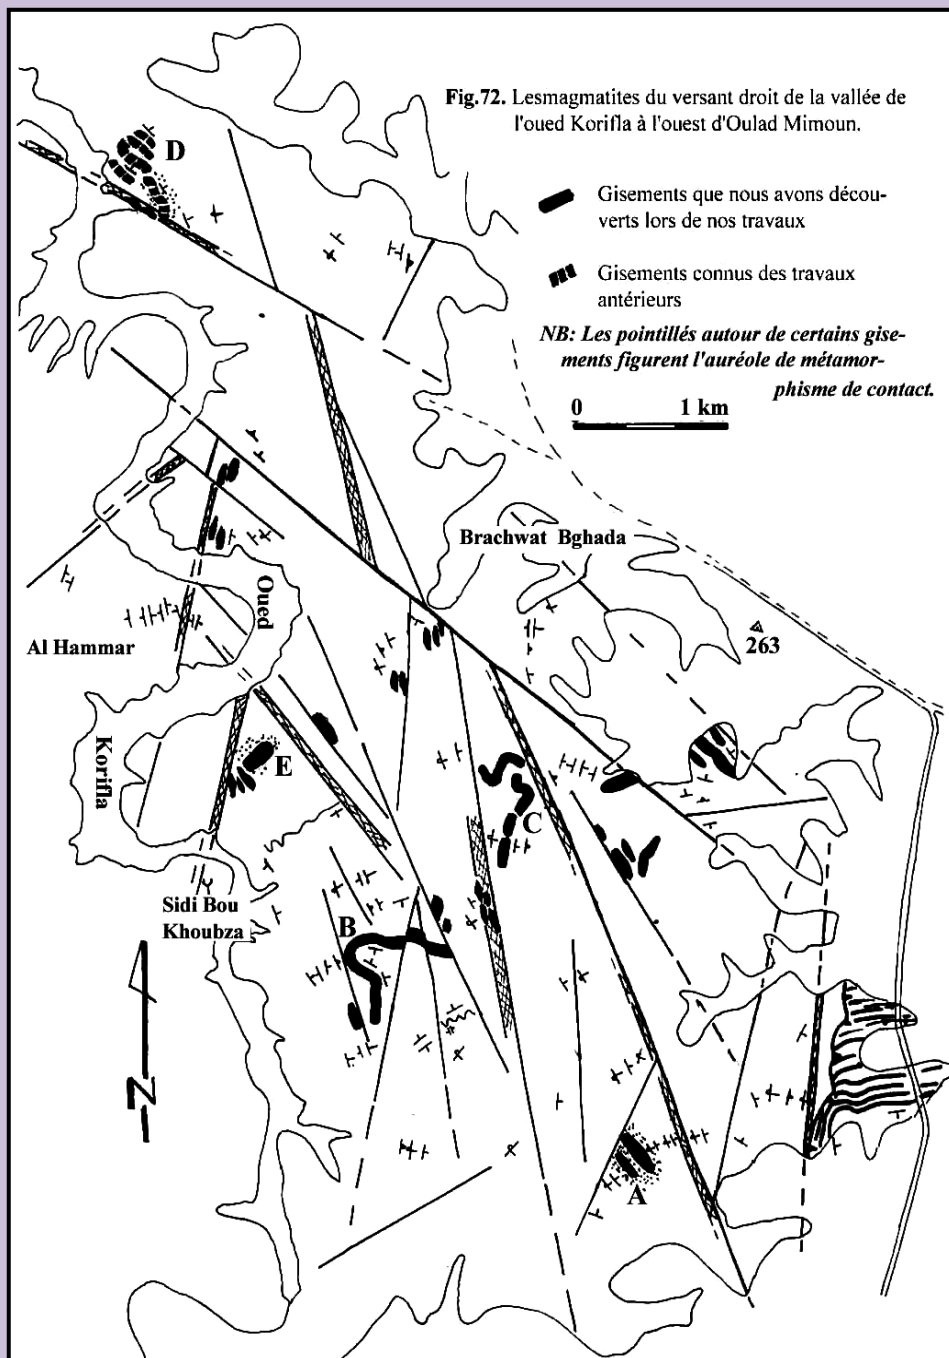 Fig.72. Lesmagmatites du versant droit de la vallée de
l'oued Korifla à l'ouest d'Oulad Mimoun.
D
Gisements que nous avons décou-
verts lors de nos travaux
Gisements connus des travaux
antérieurs
NB: Les pointillés autour de certains gise-
ments figurent l'auréole de métamor-
phisme de contact.
0 1 km
Brachwat Bghada
Oued
263
Al Hammar
Korifla
E
C
Sidi Bou
Khoubza
B
N
A